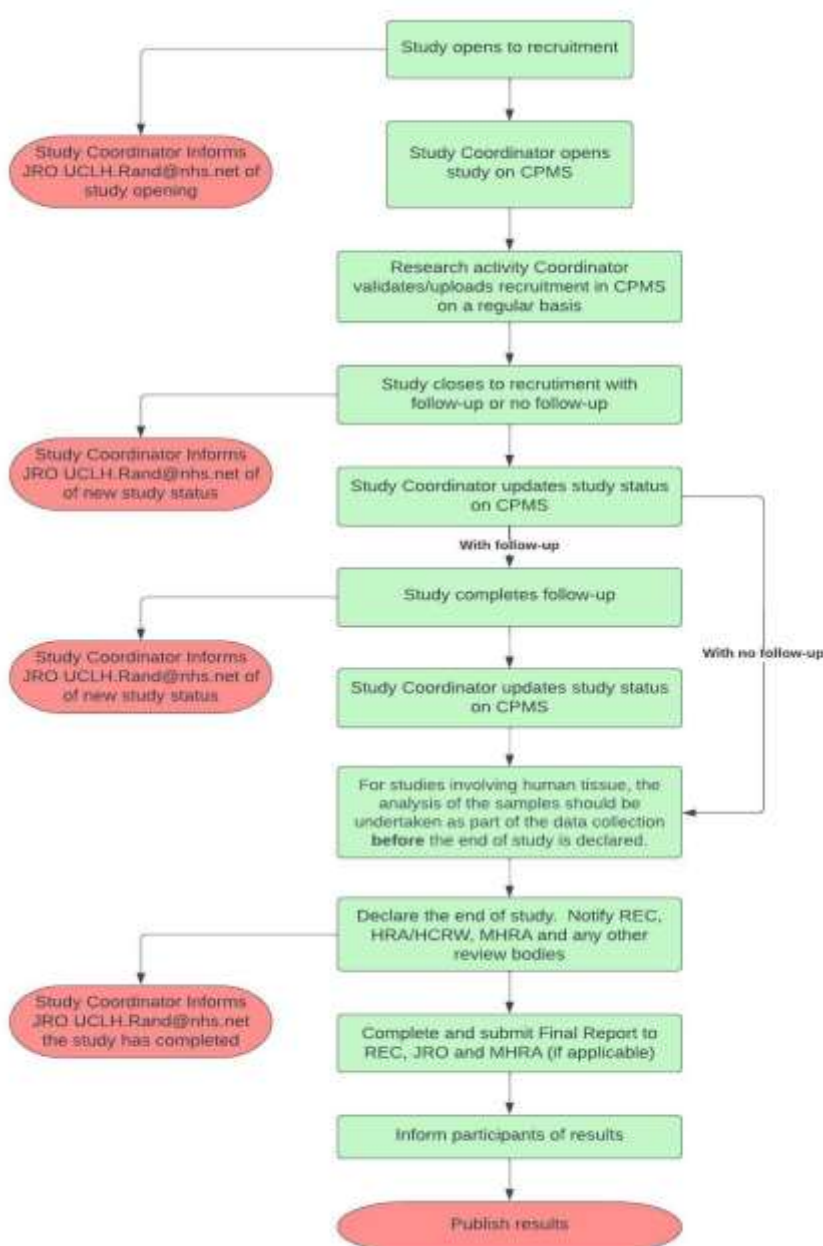 Study opens to recruitment
Study Coordinator Informs
JRO UCLH.Rand@nhs.net of
study opening
Study Coordinator opens
study on CPMS
Research activity Coordinator
validates/uploads recruitment in CPMS
on a regular basis
Study closes to recrutiment with
follow-up or no follow-up
Study Coordinator Informs
JRO UCLH.Rand@nhs.net of
of new study status
Study Coordinator updates study status
on CPMS
With follow-up
Study completes follow-up
Study Coordinator Informs
JRO UCLH.Rand@nhs.net of
of new study status
With no follow-up
Study Coordinator updates study status
on CPMS
For studies involving human tissue, the
analysis of the samples should be
undertaken as part of the data collection
before the end of study is declared.
Declare the end of study. Notify REC,
HRA/HCRW, MHRA and any other
review bodies
Study Coordinator Informs
JRO UCLH.Rand@nhs.net
the study has completed
Complete and submit Final Report to
REC, JRO and MHRA (if applicable)
Inform participants of results
Publish results